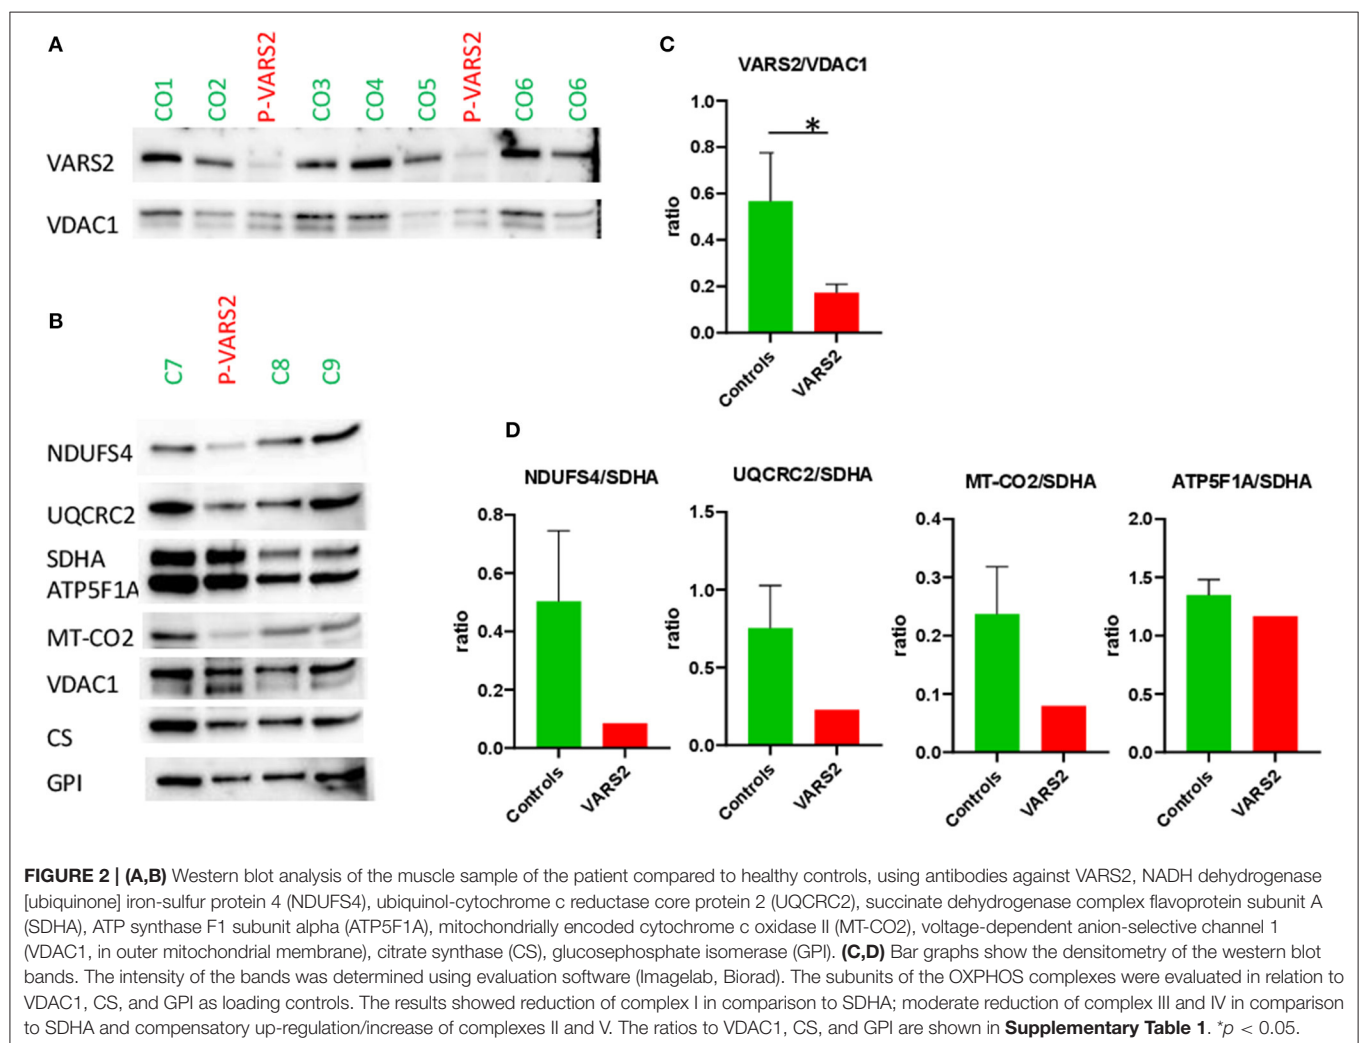 A
CO1
CO2
P-VARS2
CO3
CO4
CO5
P-VARS2
CO6
CO6
VARS2
VDAC1
B
C7
P-VARS2
C8
C9
NDUFS4
UQCRC2
SDHA
ATP5F1A
MT-CO2
VDAC1
CS
GPI
C
VARS2/VDAC1
*
ratio
1.0
0.8
0.6
0.4
0.2
0.0
Controls
VARS2
D
NDUFS4/SDHA
ratio
0.8
0.6
0.4
0.2
0.0
Controls
VARS2
UQCRC2/SDHA
ratio
1.5
1.0
0.5
0.0
Controls
VARS2
MT-CO2/SDHA
ratio
0.4
0.3
0.2
0.1
0.0
Controls
VARS2
ATP5F1A/SDHA
ratio
2.0
1.5
1.0
0.5
0.0
Controls
VARS2
FIGURE 2 | (A,B) Western blot analysis of the muscle sample of the patient compared to healthy controls, using antibodies against VARS2, NADH dehydrogenase
[ubiquinone] iron-sulfur protein 4 (NDUFS4), ubiquinol-cytochrome c reductase core protein 2 (UQCRC2), succinate dehydrogenase complex flavoprotein subunit A
(SDHA), ATP synthase F1 subunit alpha (ATP5F1A), mitochondrially encoded cytochrome c oxidase II (MT-CO2), voltage-dependent anion-selective channel 1
(VDAC1, in outer mitochondrial membrane), citrate synthase (CS), glucosephosphate isomerase (GPI). (C,D) Bar graphs show the densitometry of the western blot
bands. The intensity of the bands was determined using evaluation software (Imagelab, Biorad). The subunits of the OXPHOS complexes were evaluated in relation to
VDAC1, CS, and GPI as loading controls. The results showed reduction of complex I in comparison to SDHA; moderate reduction of complex III and IV in comparison
to SDHA and compensatory up-regulation/increase of complexes II and V. The ratios to VDAC1, CS, and GPI are shown in Supplementary Table 1. *p < 0.05.